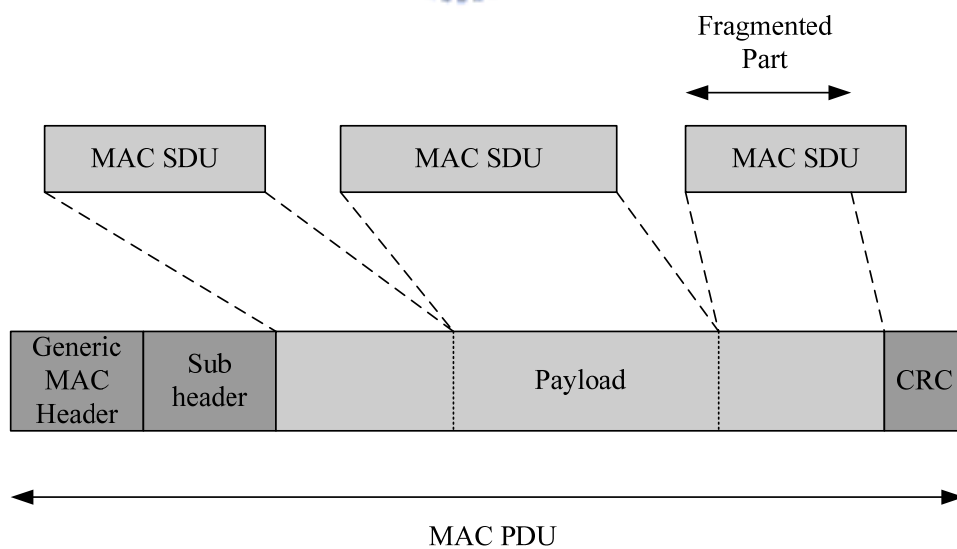 Fragmented
Part
MAC SDU
MAC SDU
MAC SDU
Generic
MAC
Header
Sub
header
Payload
CRC
MAC PDU